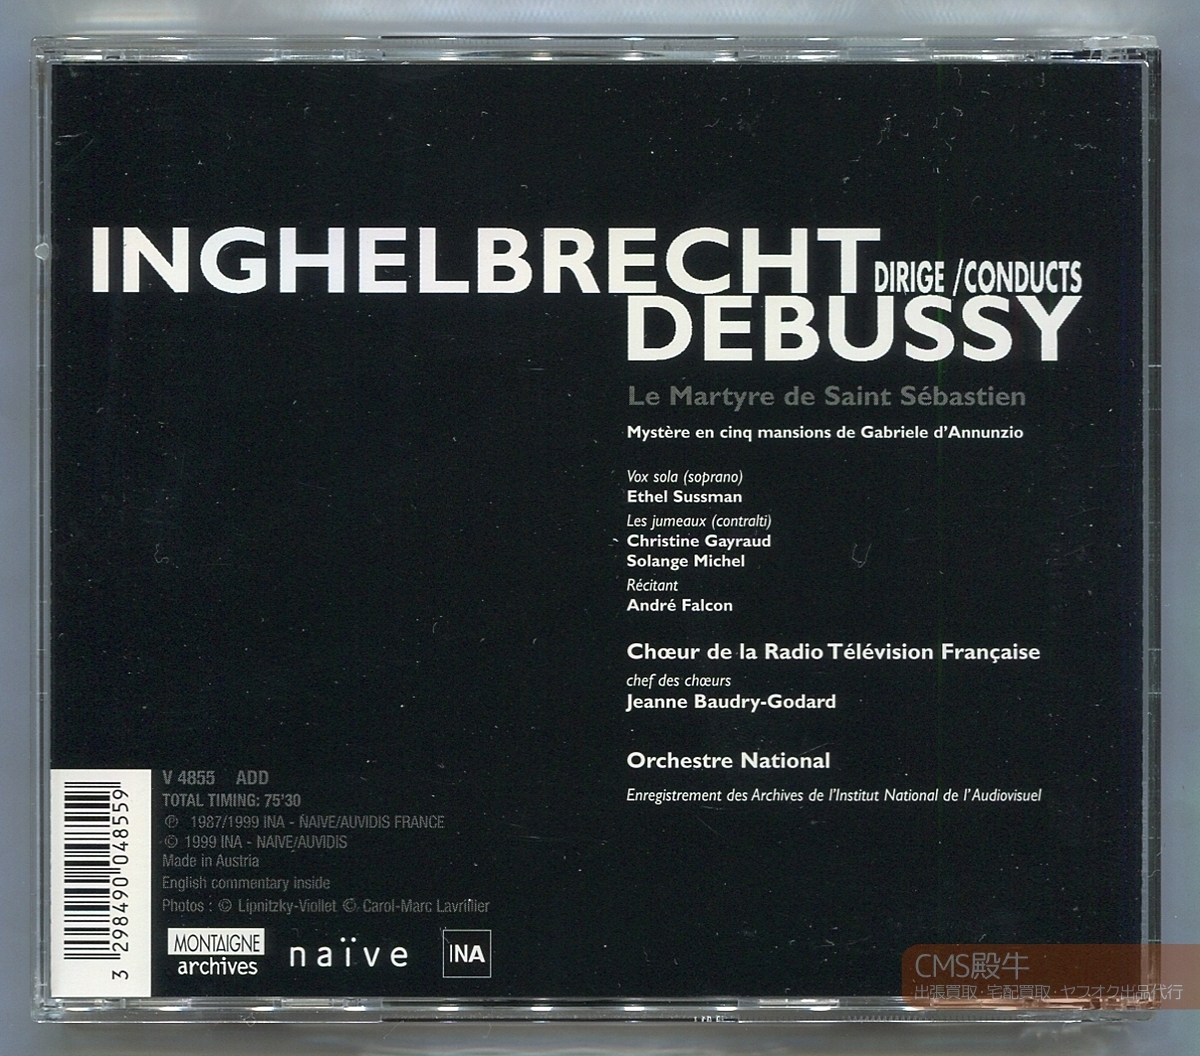 INGHELBRECHT DIRIGE /CONDUCTS
DEBUSSY
Le Martyre de Saint Sébastien
Mystère en cinq mansions de Gabriele d'Annunzio
Vox sola (soprano)
Ethel Sussman
Les jumeaux (contralti)
Christine Gayraud
Solange Michel
Récitant
André Falcon
Chœur de la Radio Télévision Française
chef des chœurs
Jeanne Baudry-Godard
Orchestre National
Enregistrement des Archives de l'Institut National de l'Audiovisuel
V 4855 ADD
TOTAL TIMING: 75'30
℗ 1987/1999 INA - NAIVE/AUVIDIS FRANCE
© 1999 INA - NAIVE/AUVIDIS
Made in Austria
English commentary inside
Photos : © Lipnitzky-Viollet © Carol-Marc Lavrillier
3 298490 048559
MONTAIGNE
archives
naïve
INA
CMS殿牛
出張買取·宅配買取·ヤスオク出品代行